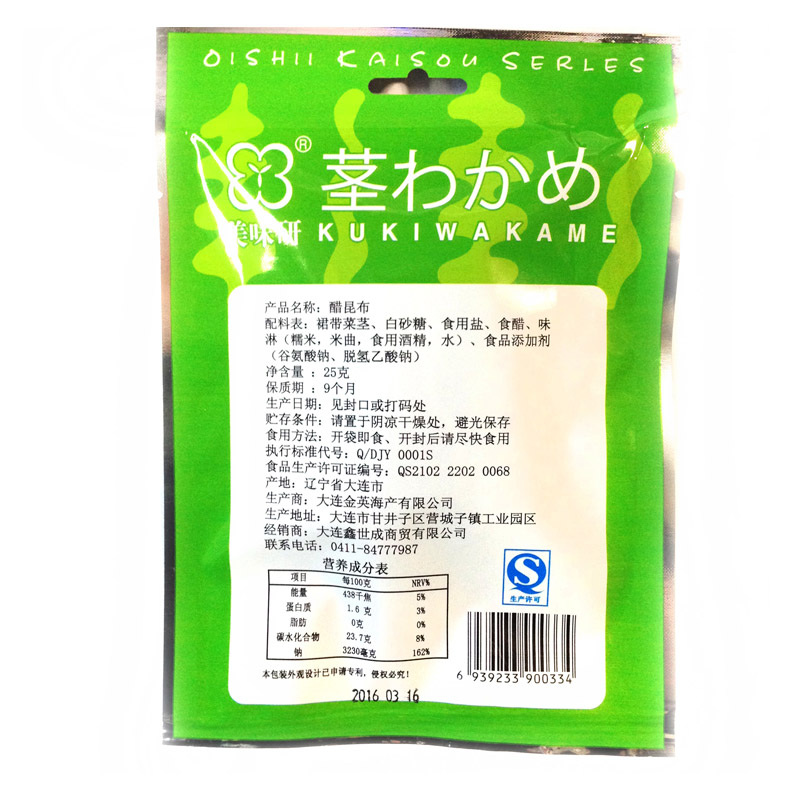 OISHII KAISOU SERLES
®
茎わかめ
美味研 KUKIWAKAME
产品名称：醋昆布
配料表：裙带菜茎、白砂糖、食用盐、食醋、味
淋（糯米，米曲，食用酒精，水）、食品添加剂
（谷氨酸钠、脱氢乙酸钠）
净含量：25克
保质期：9个月
生产日期：见封口或打码处
贮存条件：请置于阴凉干燥处，避光保存
食用方法：开袋即食、开封后请尽快食用
执行标准代号：Q/DJY 0001S
食品生产许可证编号：QS2102 2202 0068
产地：辽宁省大连市
生产商：大连金英海产有限公司
生产地址：大连市甘井子区营城子镇工业园区
经销商：大连鑫世成商贸有限公司
联系电话：0411-84777987
营养成分表
项目 每100克 NRV%
能量 438千焦 5%
蛋白质 1.6 克 3%
脂肪 0克 0%
碳水化合物 23.7克 8%
钠 3230毫克 162%
本包装外观设计已申请专利，侵权必究！
2016 03 16
生产许可
6 939233 900334